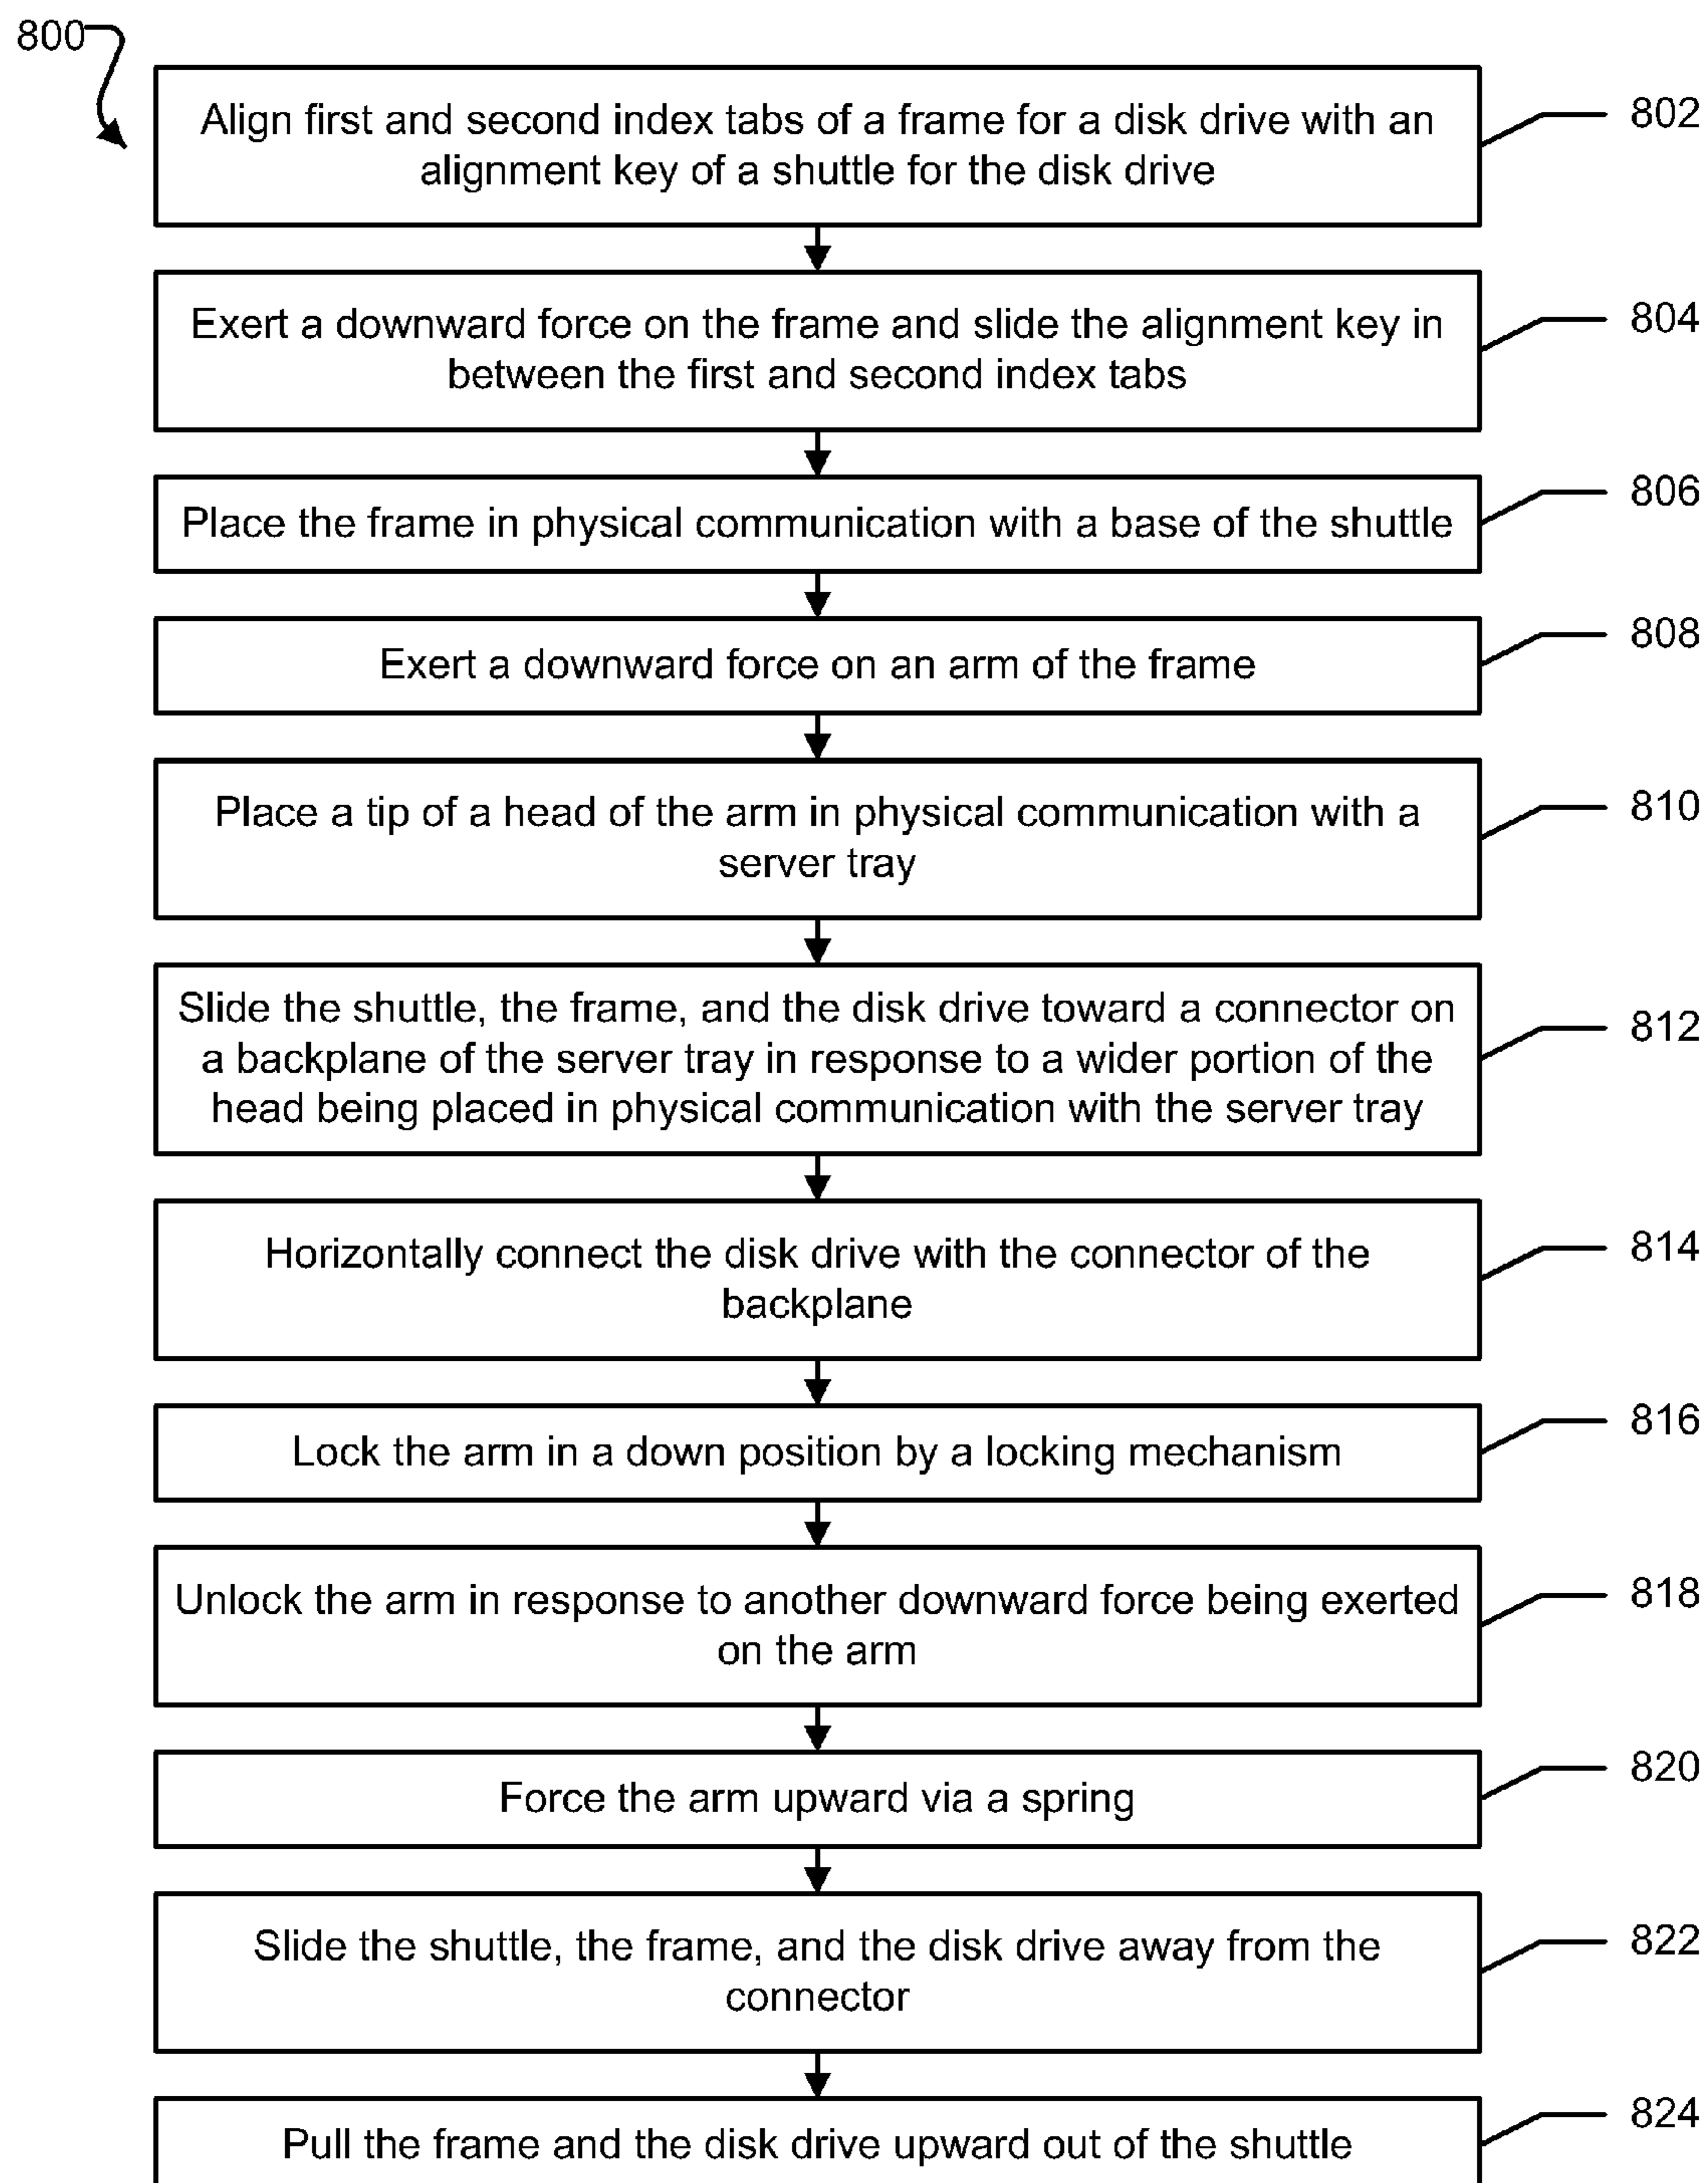 800
Align first and second index tabs of a frame for a disk drive with an
alignment key of a shuttle for the disk drive
802
Exert a downward force on the frame and slide the alignment key in
between the first and second index tabs
804
Place the frame in physical communication with a base of the shuttle
806
Exert a downward force on an arm of the frame
808
Place a tip of a head of the arm in physical communication with a
server tray
810
Slide the shuttle, the frame, and the disk drive toward a connector on
a backplane of the server tray in response to a wider portion of the
head being placed in physical communication with the server tray
812
Horizontally connect the disk drive with the connector of the
backplane
814
Lock the arm in a down position by a locking mechanism
816
Unlock the arm in response to another downward force being exerted
on the arm
818
Force the arm upward via a spring
820
Slide the shuttle, the frame, and the disk drive away from the
connector
822
Pull the frame and the disk drive upward out of the shuttle
824